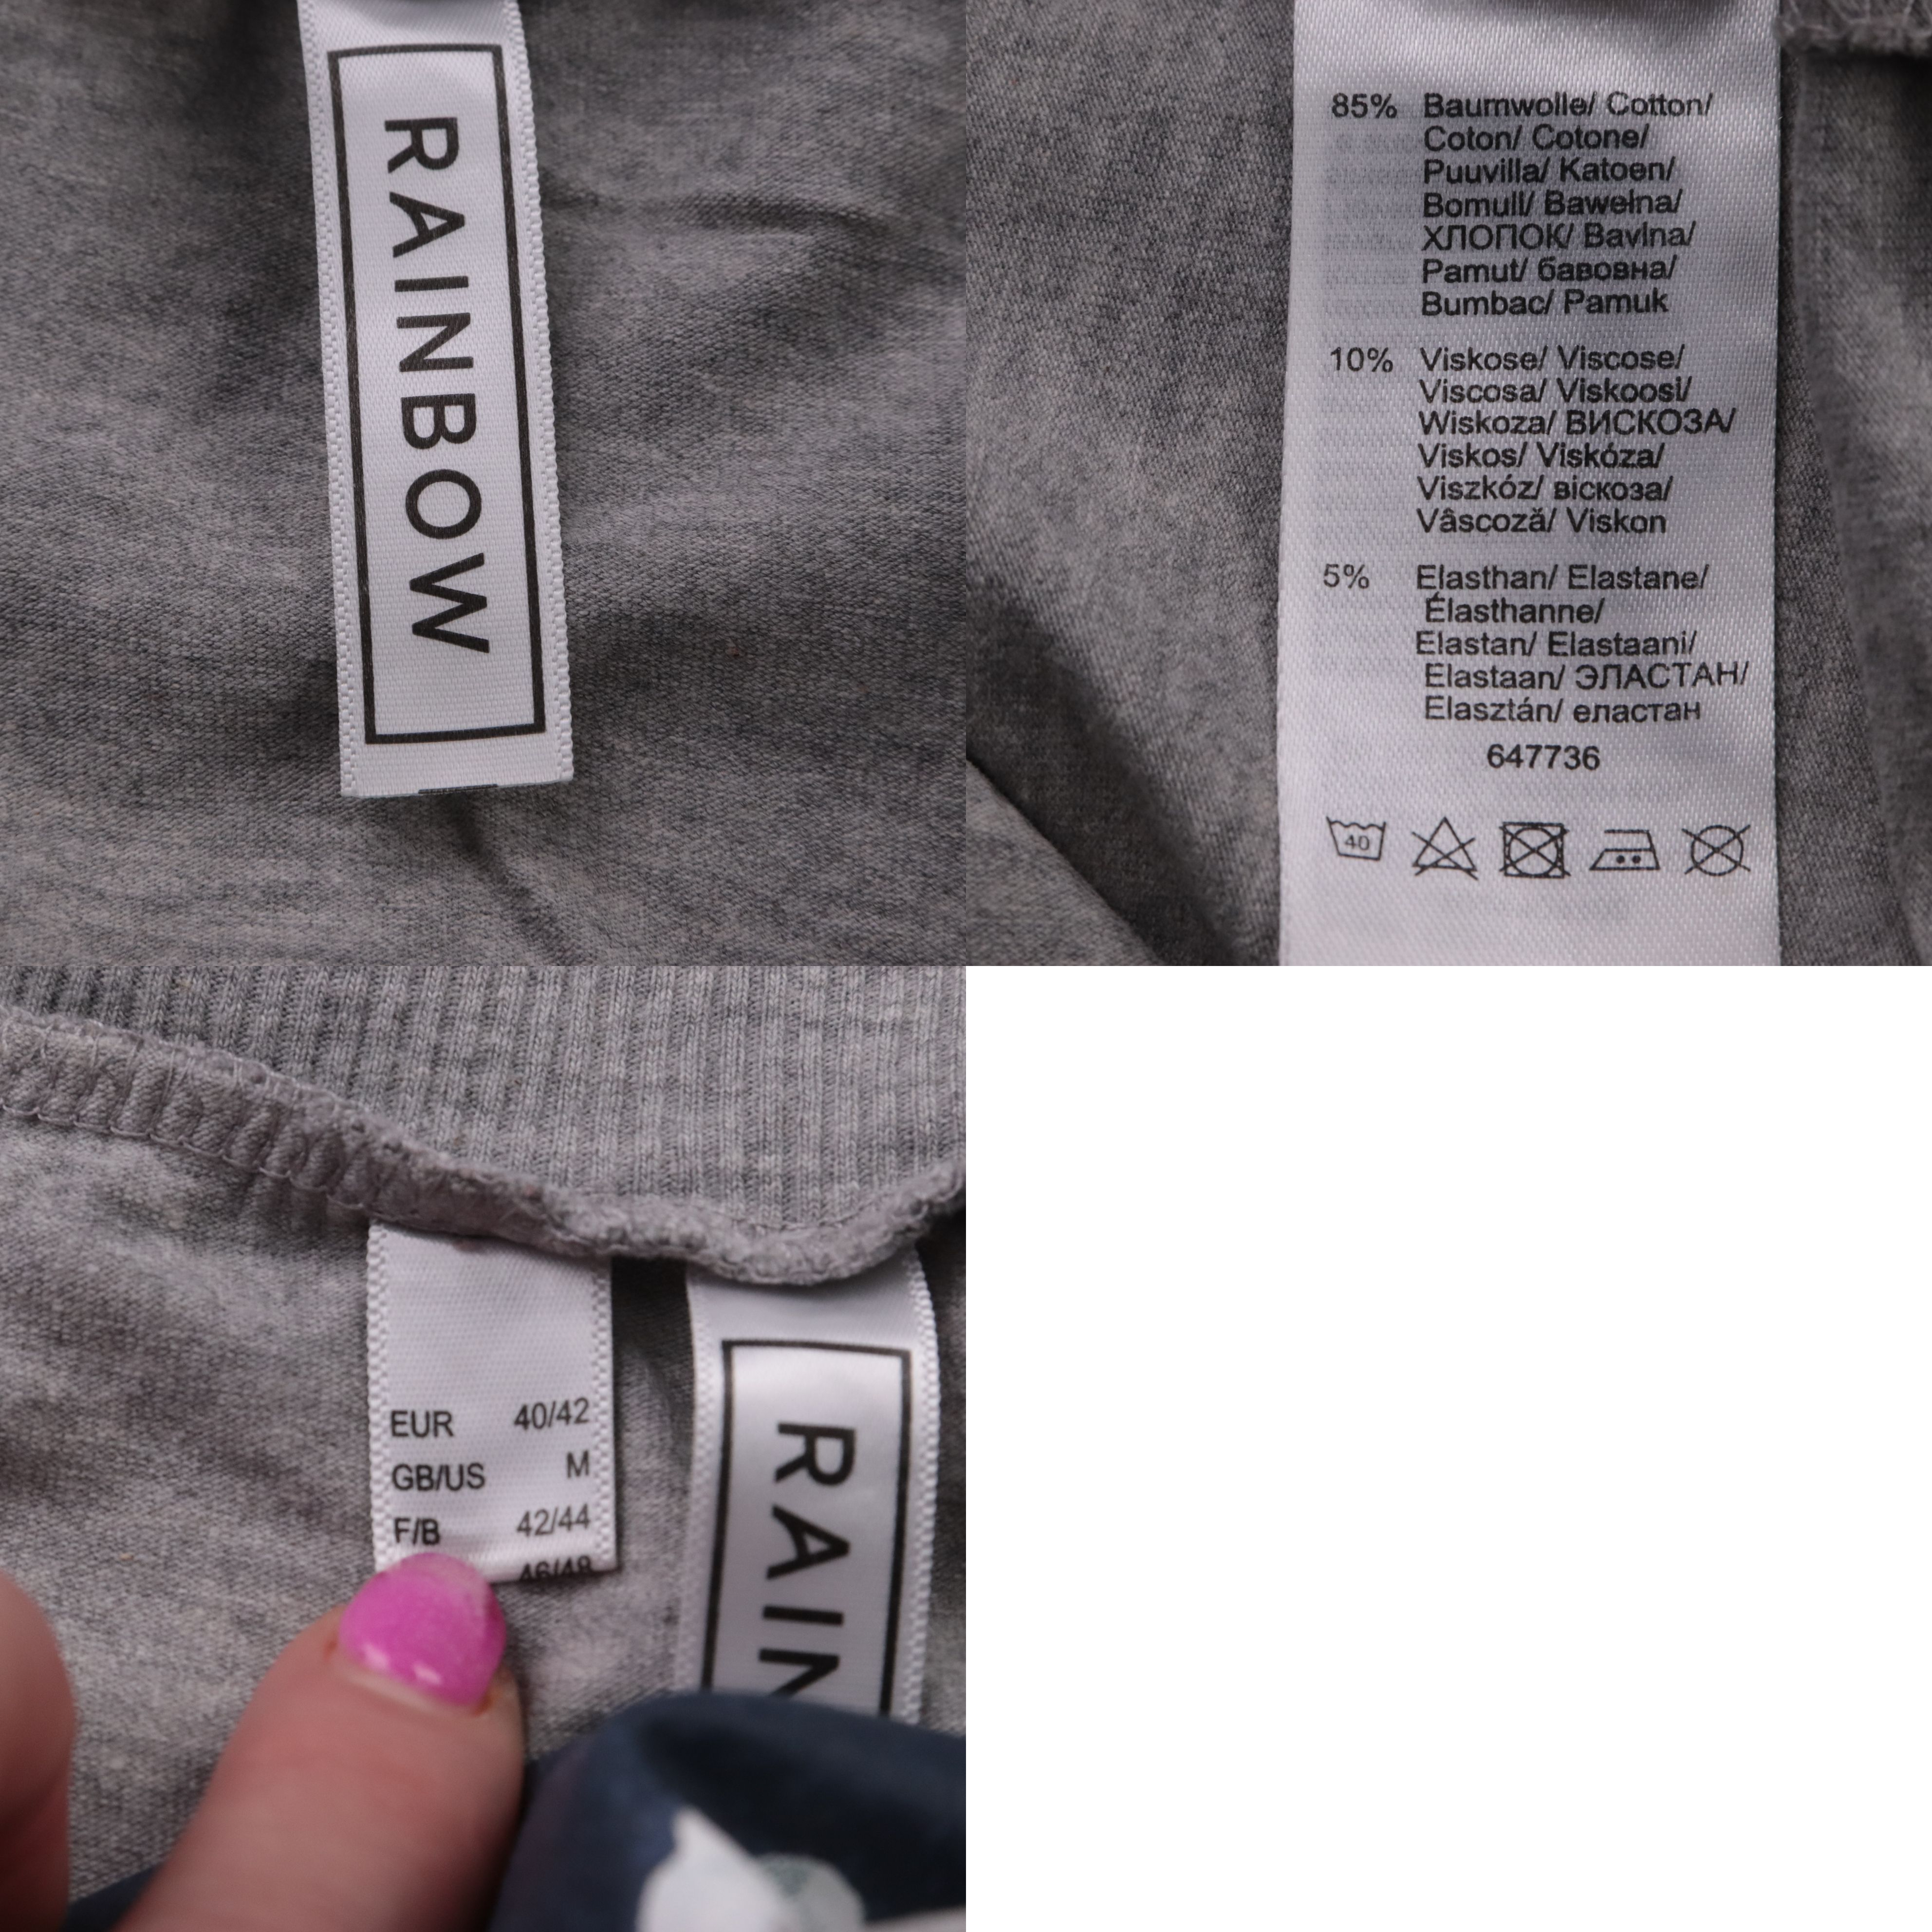 RAINBOW
85% Baumwolle/ Cotton/
Coton/ Cotone/
Puuvilla/ Katoen/
Bomull/ Bawełna/
ХЛОПОК/ Bavlna/
Pamut/ бавовна/
Bumbac/ Pamuk
10% Viskose/ Viscose/
Viscosa/ Viskoosi/
Wiskoza/ ВИСКОЗА/
Viskos/ Viskóza/
Viszkóz/ віскоза/
Vâscoză/ Viskon
5% Elasthan/ Elastane/
Élasthanne/
Elastan/ Elastaani/
Elastaan/ ЭЛАСТАН/
Elasztán/ еластан
647736
40
EUR 40/42
GB/US M
F/B 42/44
46/48
RAIN